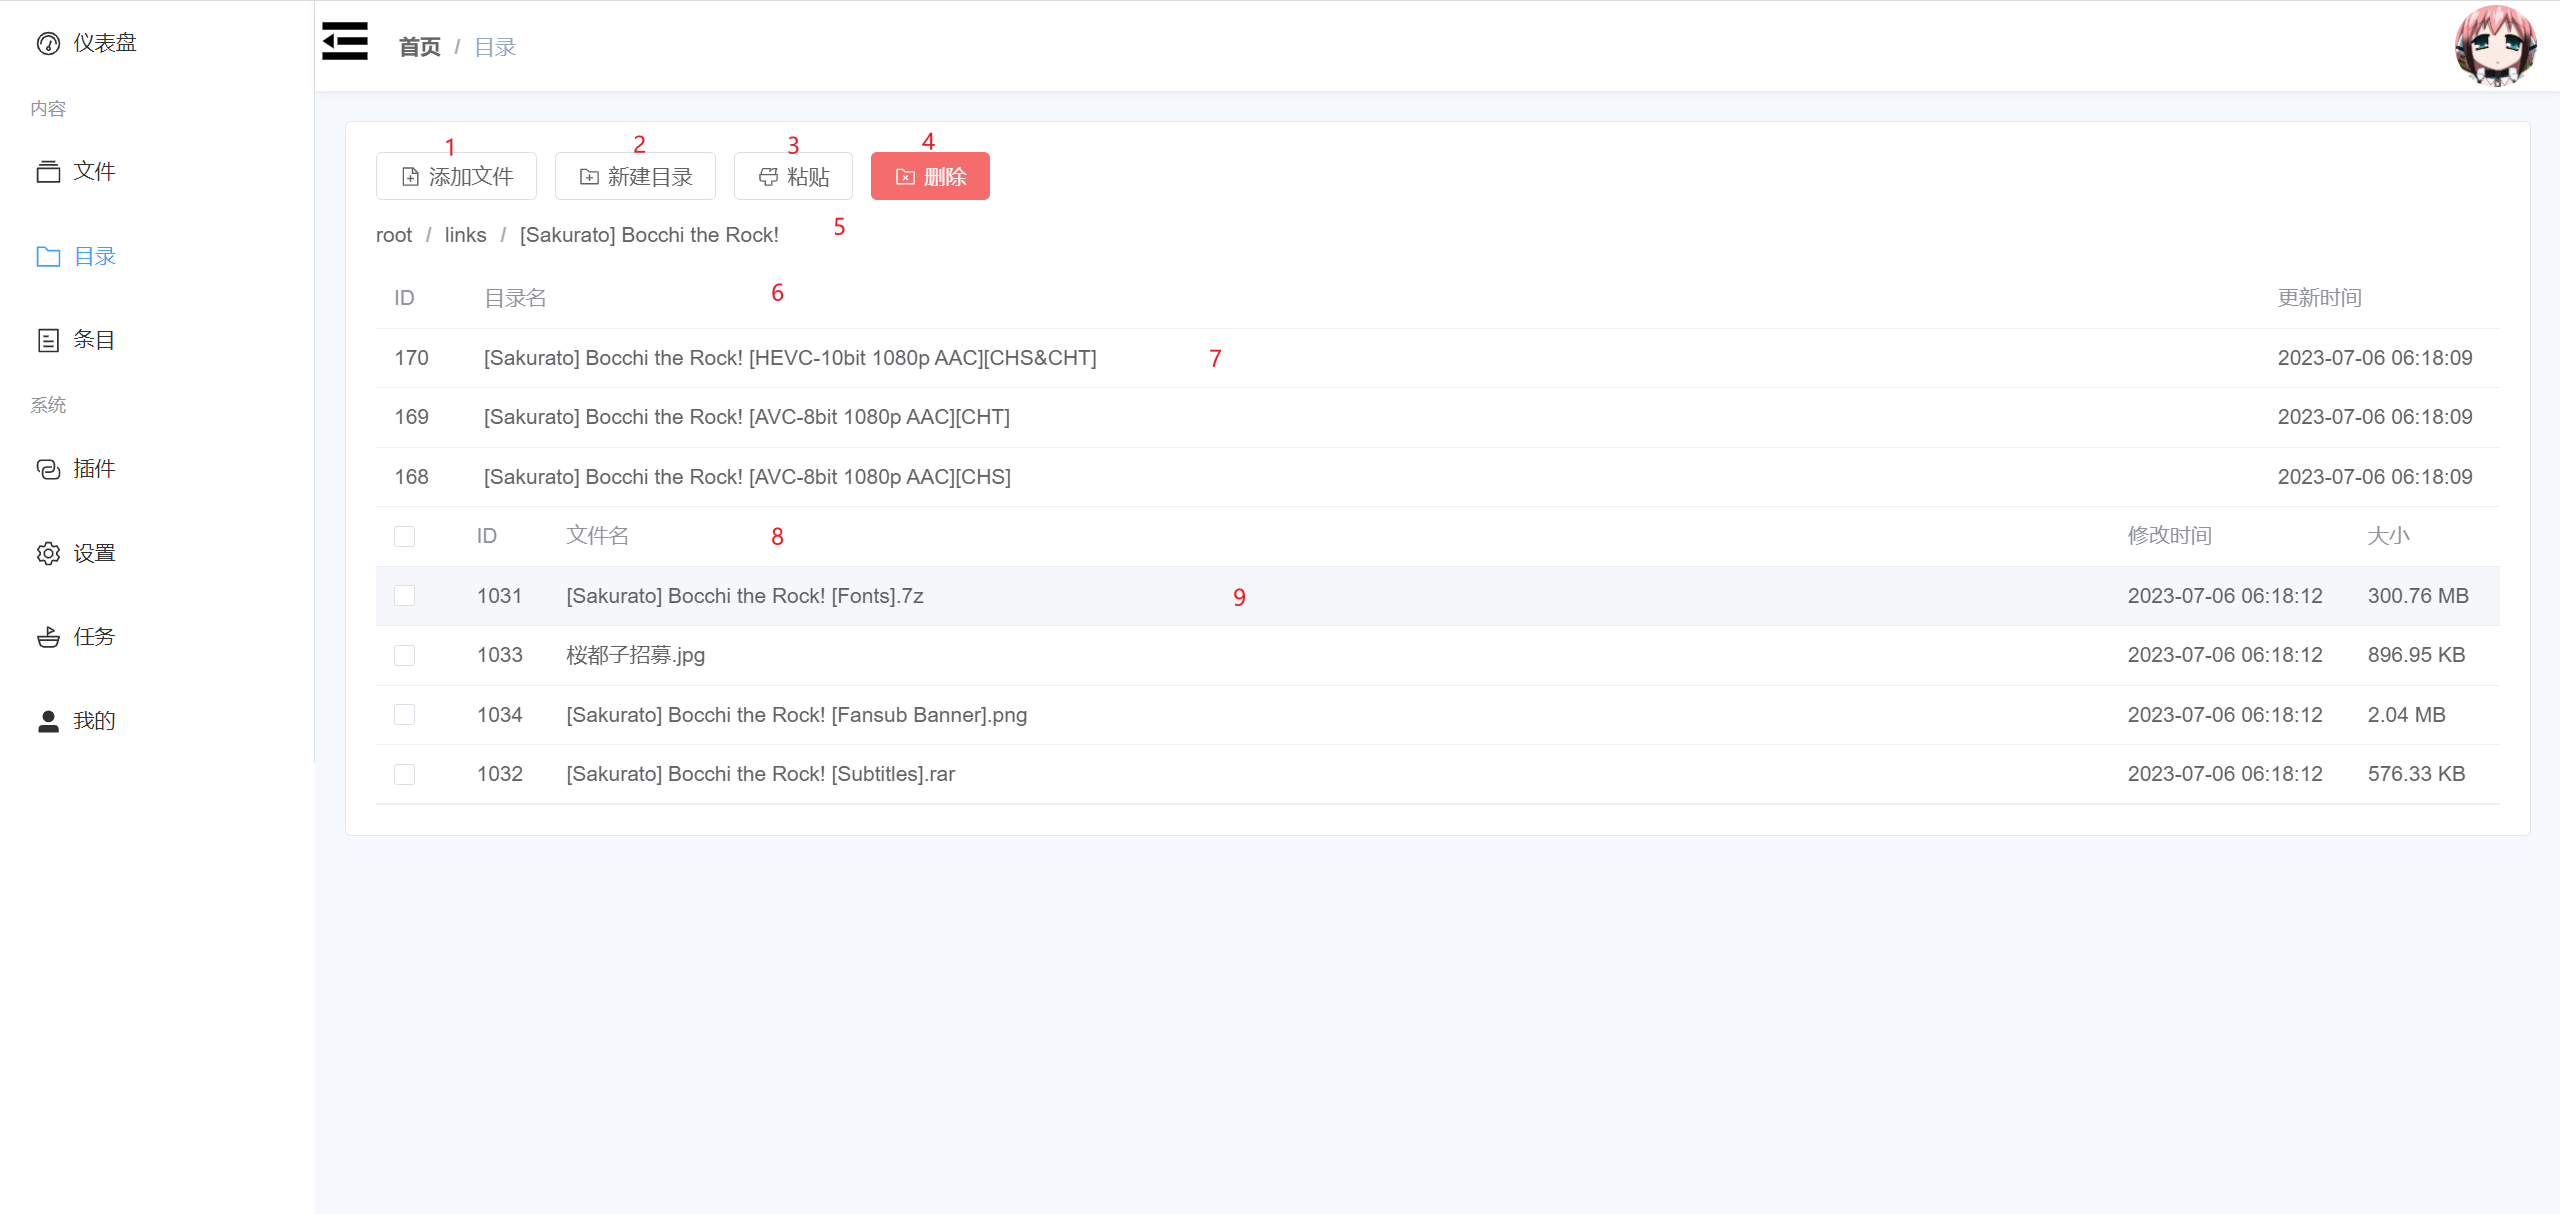 仪表盘
内容
文件
目录
条目
系统
插件
设置
任务
我的
首页 / 目录
1 2 3 4
添加文件 新建目录 粘贴 删除
root / links / [Sakurato] Bocchi the Rock! 5
ID 目录名 6 更新时间
170 [Sakurato] Bocchi the Rock! [HEVC-10bit 1080p AAC][CHS&CHT] 7 2023-07-06 06:18:09
169 [Sakurato] Bocchi the Rock! [AVC-8bit 1080p AAC][CHT] 2023-07-06 06:18:09
168 [Sakurato] Bocchi the Rock! [AVC-8bit 1080p AAC][CHS] 2023-07-06 06:18:09
ID 文件名 8 修改时间 大小
1031 [Sakurato] Bocchi the Rock! [Fonts].7z 9 2023-07-06 06:18:12 300.76 MB
1033 桜都子招募.jpg 2023-07-06 06:18:12 896.95 KB
1034 [Sakurato] Bocchi the Rock! [Fansub Banner].png 2023-07-06 06:18:12 2.04 MB
1032 [Sakurato] Bocchi the Rock! [Subtitles].rar 2023-07-06 06:18:12 576.33 KB